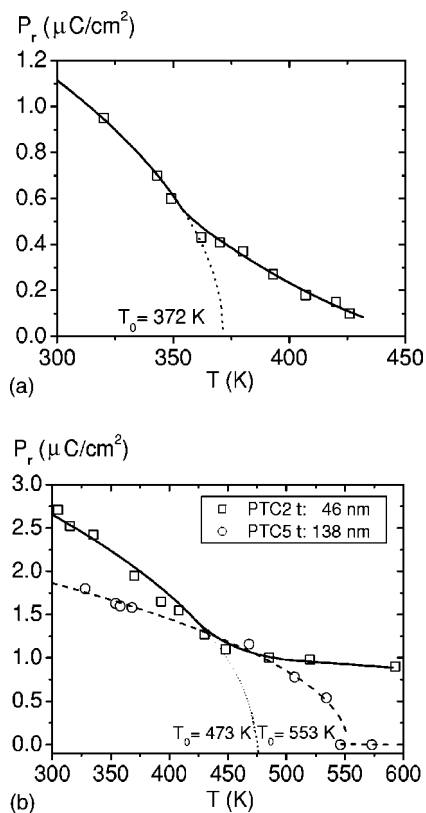 P_r (μC/cm²)
1.2
1.0
0.8
0.6
0.4
0.2
0.0
T₀= 372 K
300 350 400 450
(a) T (K)
P_r (μC/cm²)
3.0
2.5
2.0
1.5
1.0
0.5
0.0
PTC2 t: 46 nm
PTC5 t: 138 nm
T₀= 473 K T₀= 553 K
300 350 400 450 500 550 600
(b) T (K)